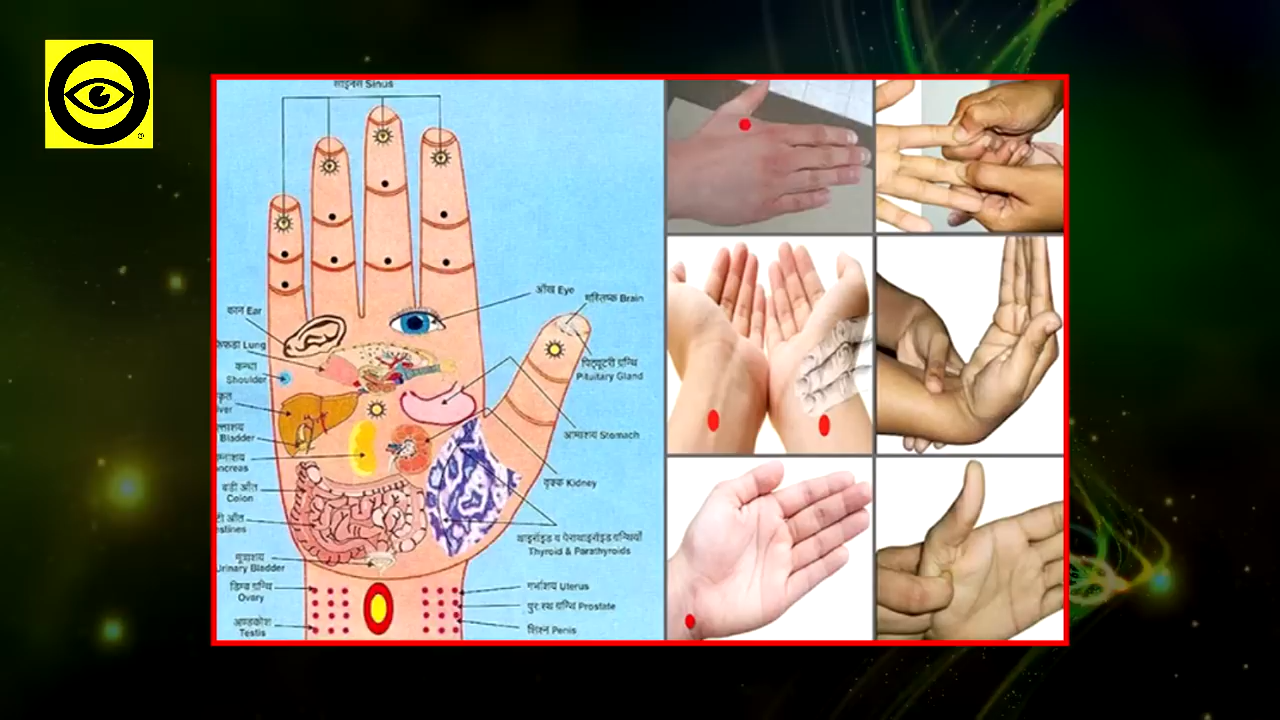 साइनस Sinus
आँख Eye
मस्तिष्क Brain
कान Ear
Lung
पिट्यूटरी ग्रन्थि
Pituitary Gland
कन्धा
Shoulder
आमाशय Stomach
Bladder
वृक्क Kidney
बड़ी आँत
Colon
थाइरॉइड व पेराथाइरॉइड ग्रन्थियाँ
Thyroid & Parathyroids
मूत्राशय
Urinary Bladder
डिम्ब ग्रन्थि
Ovary
गर्भाशय Uterus
पुरःस्थ ग्रन्थि Prostate
अण्डकोश
Testis
शिश्न Penis